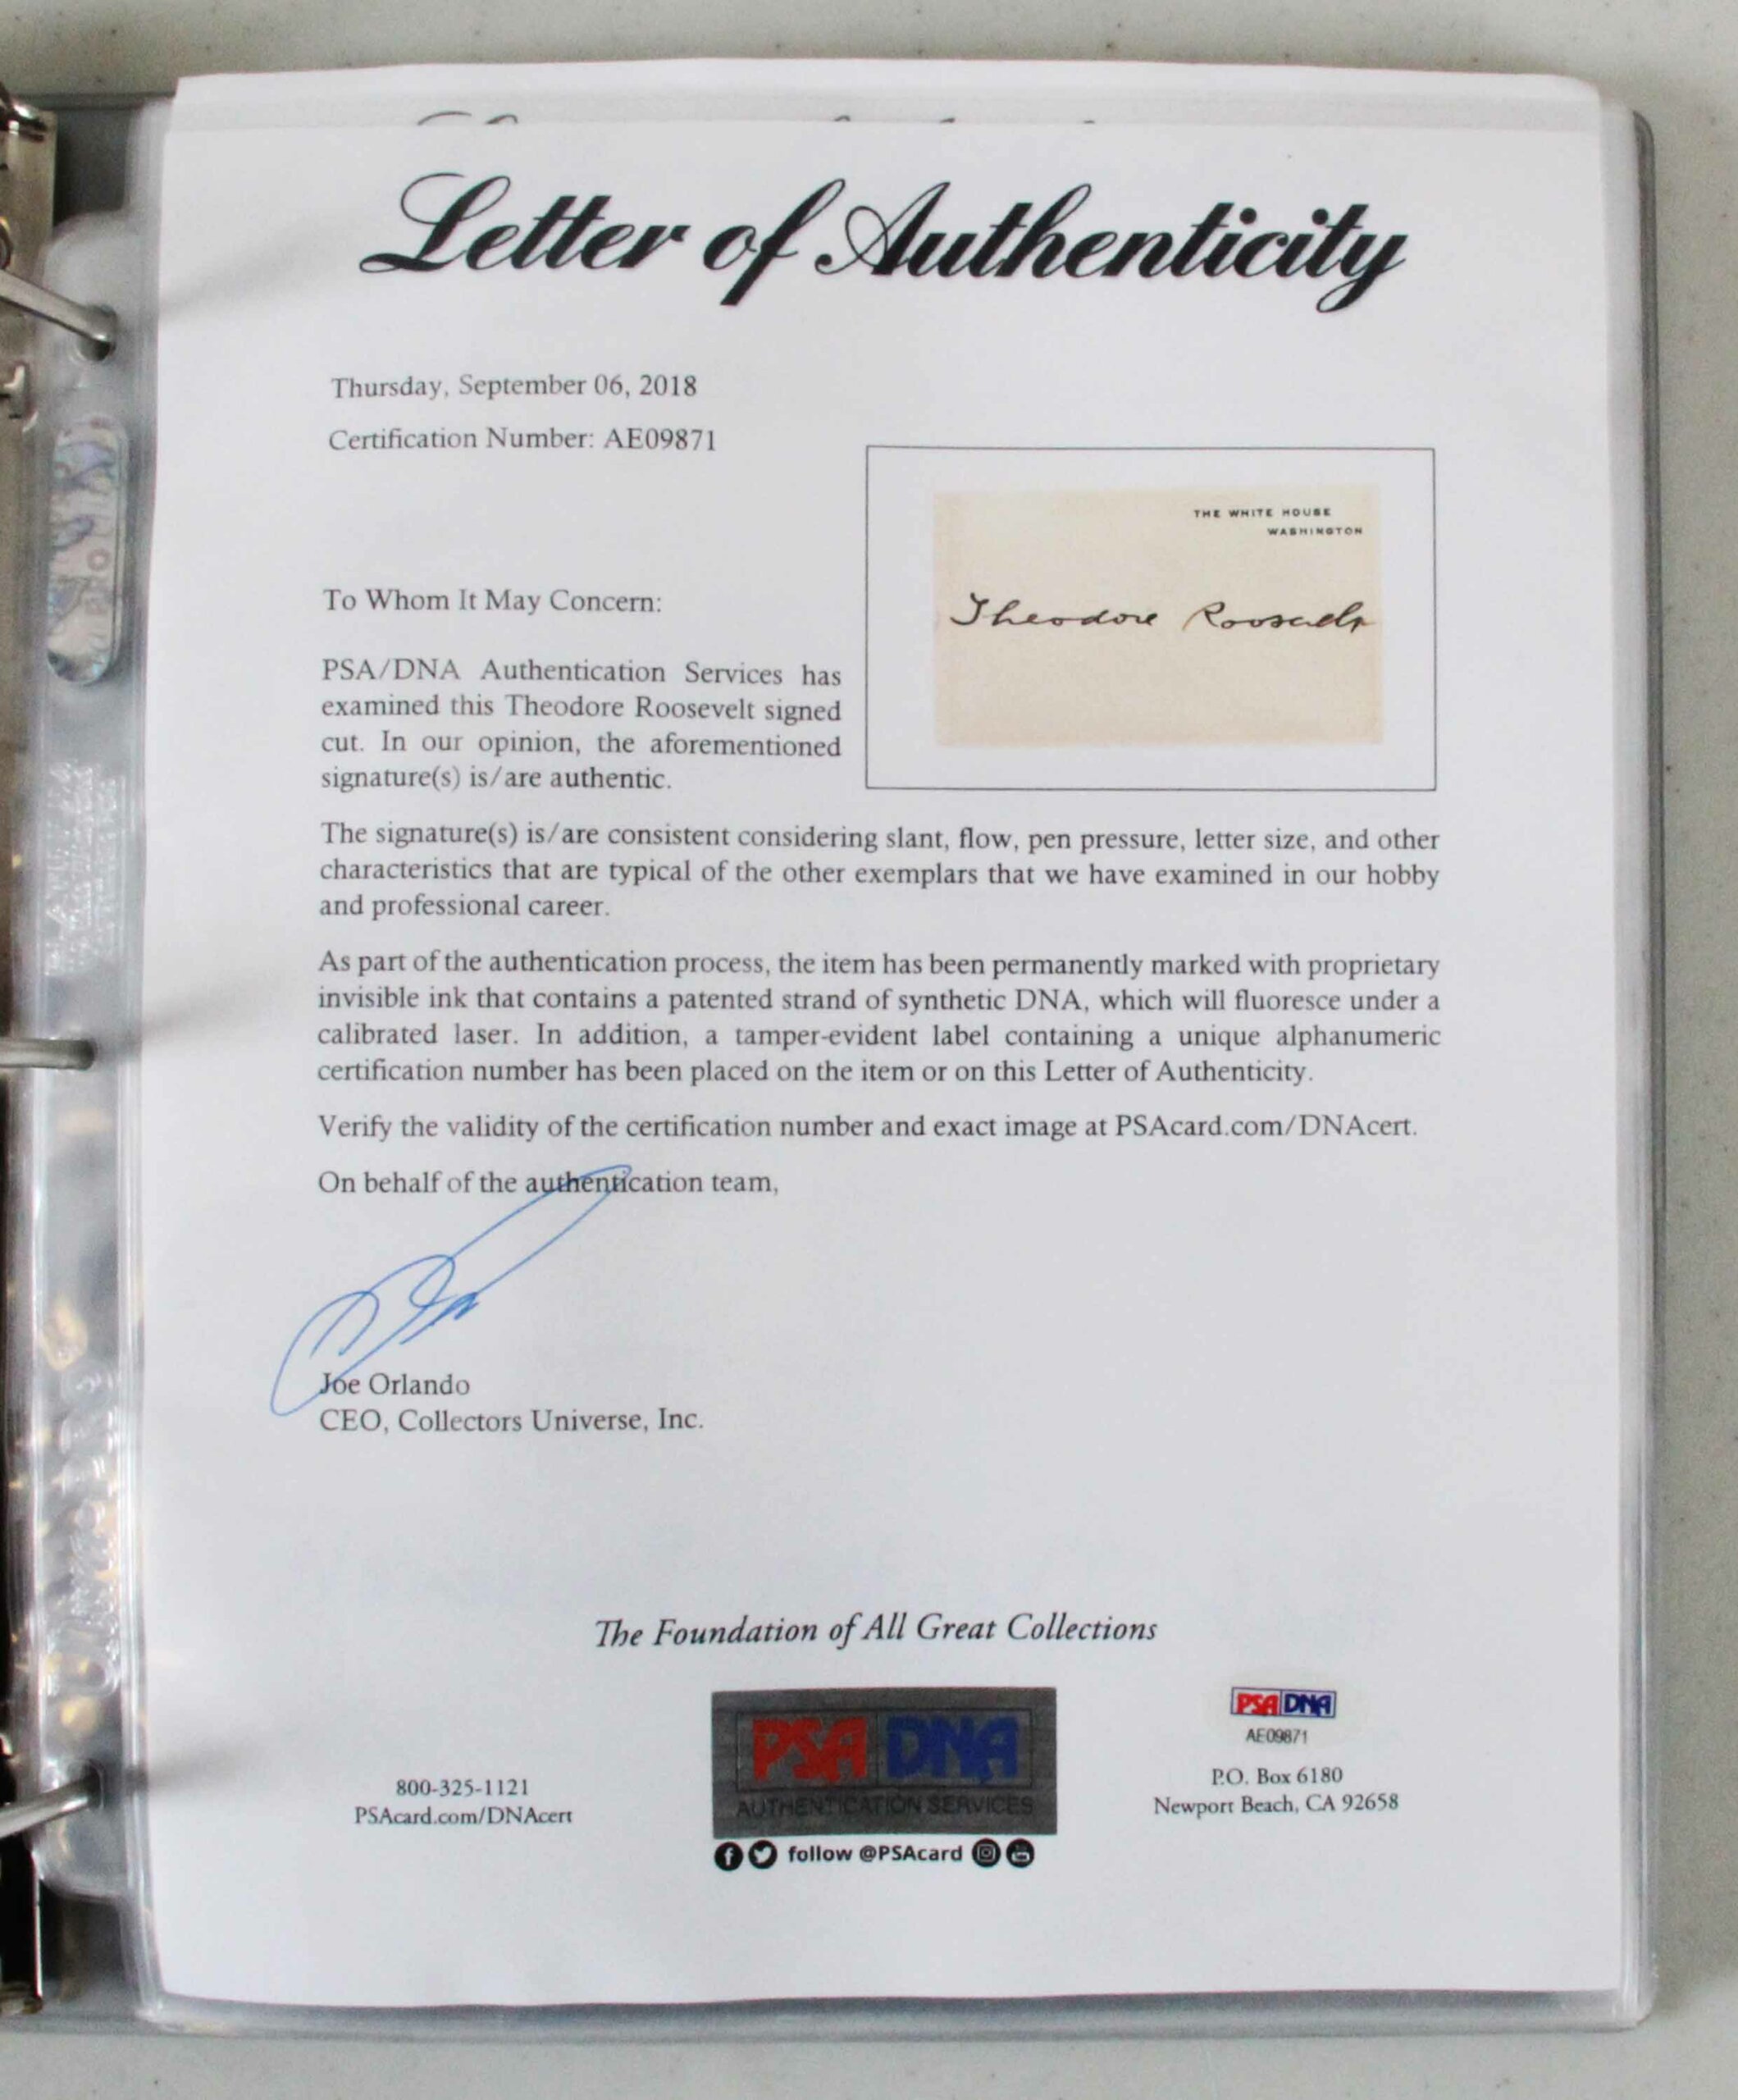 Letter of Authenticity
Thursday, September 06, 2018
Certification Number: AE09871
THE WHITE HOUSE
WASHINGTON
Theodore Roosevelt
To Whom It May Concern:
PSA/DNA Authentication Services has
examined this Theodore Roosevelt signed
cut. In our opinion, the aforementioned
signature(s) is/are authentic.
The signature(s) is/are consistent considering slant, flow, pen pressure, letter size, and other
characteristics that are typical of the other exemplars that we have examined in our hobby
and professional career.
As part of the authentication process, the item has been permanently marked with proprietary
invisible ink that contains a patented strand of synthetic DNA, which will fluoresce under a
calibrated laser. In addition, a tamper-evident label containing a unique alphanumeric
certification number has been placed on the item or on this Letter of Authenticity.
Verify the validity of the certification number and exact image at PSAcard.com/DNAcert.
On behalf of the authentication team,
Joe Orlando
CEO, Collectors Universe, Inc.
The Foundation of All Great Collections
800-325-1121
PSAcard.com/DNAcert
PSA DNA
AUTHENTICATION SERVICES
follow @PSAcard
PSA DNA
AE09871
P.O. Box 6180
Newport Beach, CA 92658